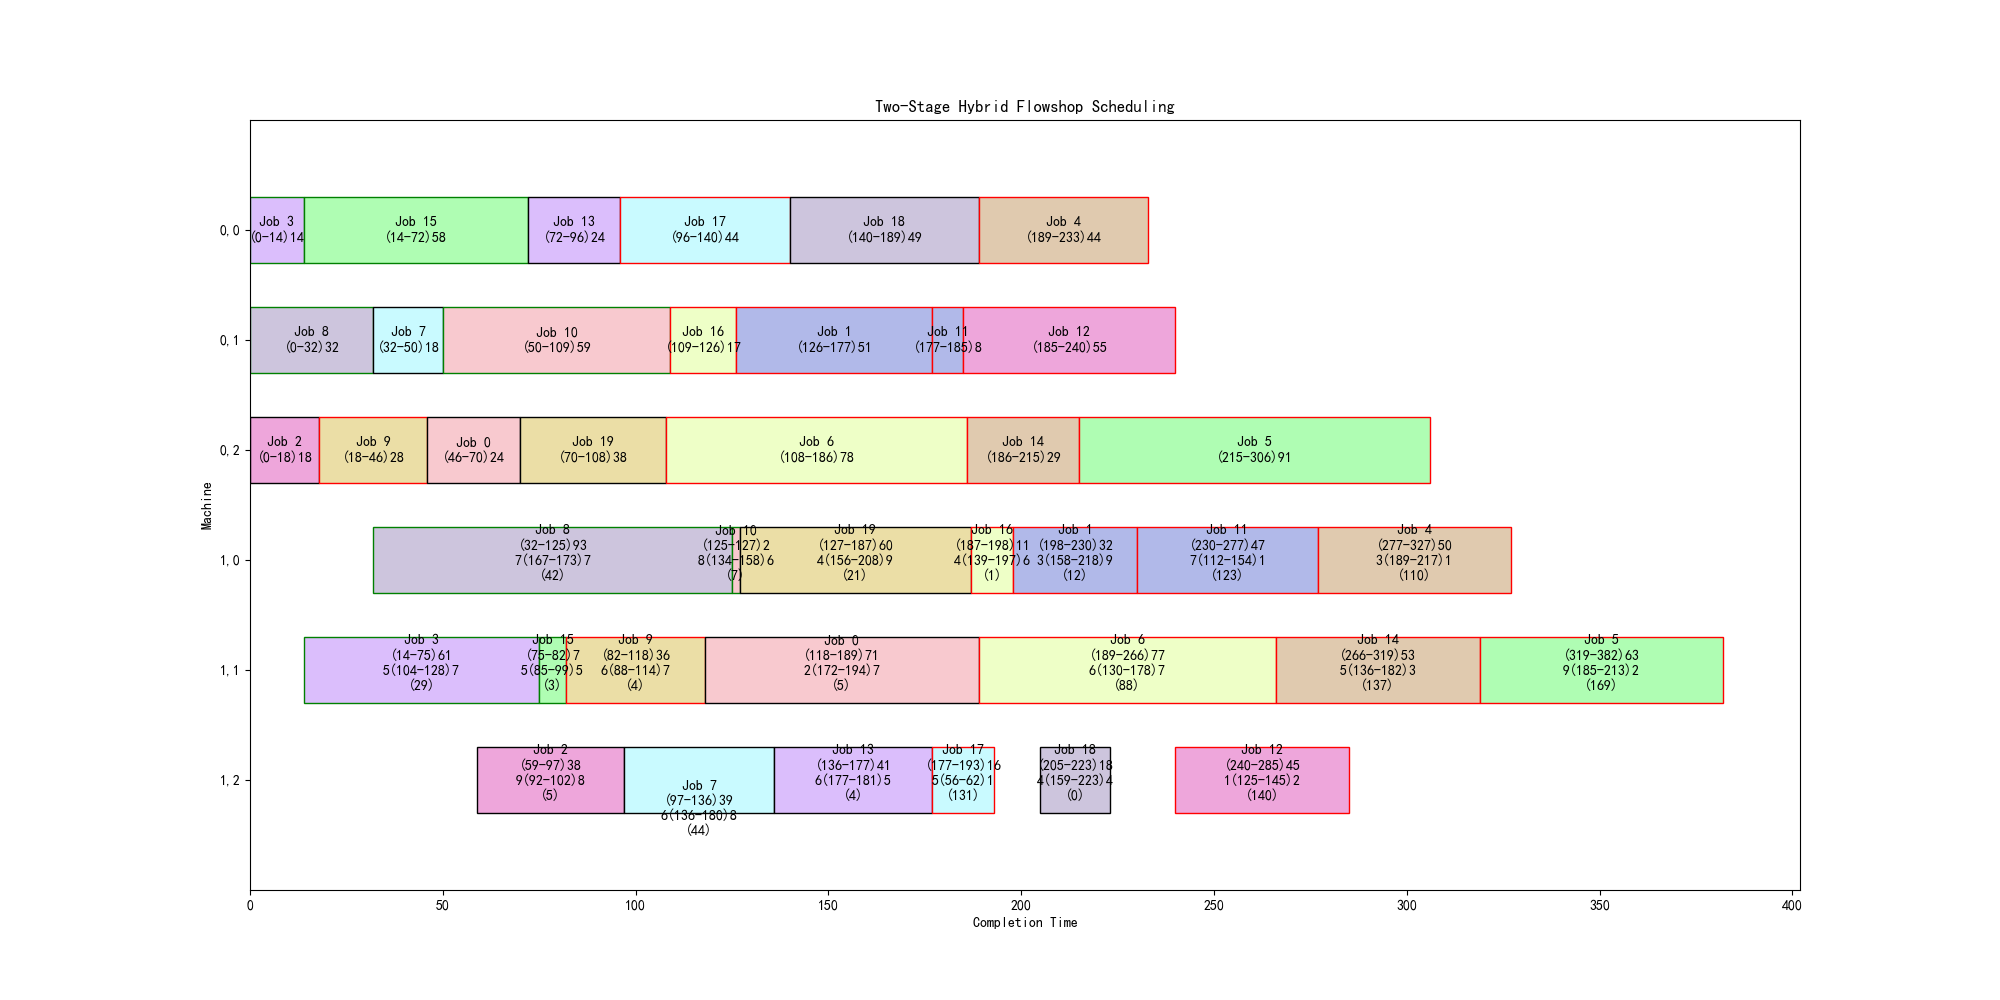 Two-Stage Hybrid Flowshop Scheduling
0,0
Job 3
(0-14)14
Job 15
(14-72)58
Job 13
(72-96)24
Job 17
(96-140)44
Job 18
(140-189)49
Job 4
(189-233)44
0,1
Job 8
(0-32)32
Job 7
(32-50)18
Job 10
(50-109)59
Job 16
(109-126)17
Job 1
(126-177)51
Job 11
(177-185)8
Job 12
(185-240)55
0,2
Job 2
(0-18)18
Job 9
(18-46)28
Job 0
(46-70)24
Job 19
(70-108)38
Job 6
(108-186)78
Job 14
(186-215)29
Job 5
(215-306)91
Machine
1,0
Job 8
(32-125)93
7(167-173)7
(42)
Job 10
(125-127)2
8(134-158)6
(7)
Job 19
(127-187)60
4(156-208)9
(21)
Job 16
(187-198)11
4(139-197)6
(1)
Job 1
(198-230)32
3(158-218)9
(12)
Job 11
(230-277)47
7(112-154)1
(123)
Job 4
(277-327)50
3(189-217)1
(110)
1,1
Job 3
(14-75)61
5(104-128)7
(29)
Job 15
(75-82)7
5(85-99)5
(3)
Job 9
(82-118)36
6(88-114)7
(4)
Job 0
(118-189)71
2(172-194)7
(5)
Job 6
(189-266)77
6(130-178)7
(88)
Job 14
(266-319)53
5(136-182)3
(137)
Job 5
(319-382)63
9(185-213)2
(169)
1,2
Job 2
(59-97)38
9(92-102)8
(5)
Job 7
(97-136)39
6(136-180)8
(44)
Job 13
(136-177)41
6(177-181)5
(4)
Job 17
(177-193)16
5(56-62)1
(131)
Job 18
(205-223)18
4(159-223)4
(0)
Job 12
(240-285)45
1(125-145)2
(140)
0 50 100 150 200 250 300 350 400
Completion Time